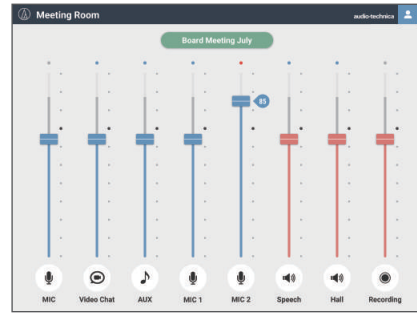 Meeting Room
audio-technica
Board Meeting July
85
MIC
Video Chat
AUX
MIC 1
MIC 2
Speech
Hall
Recording